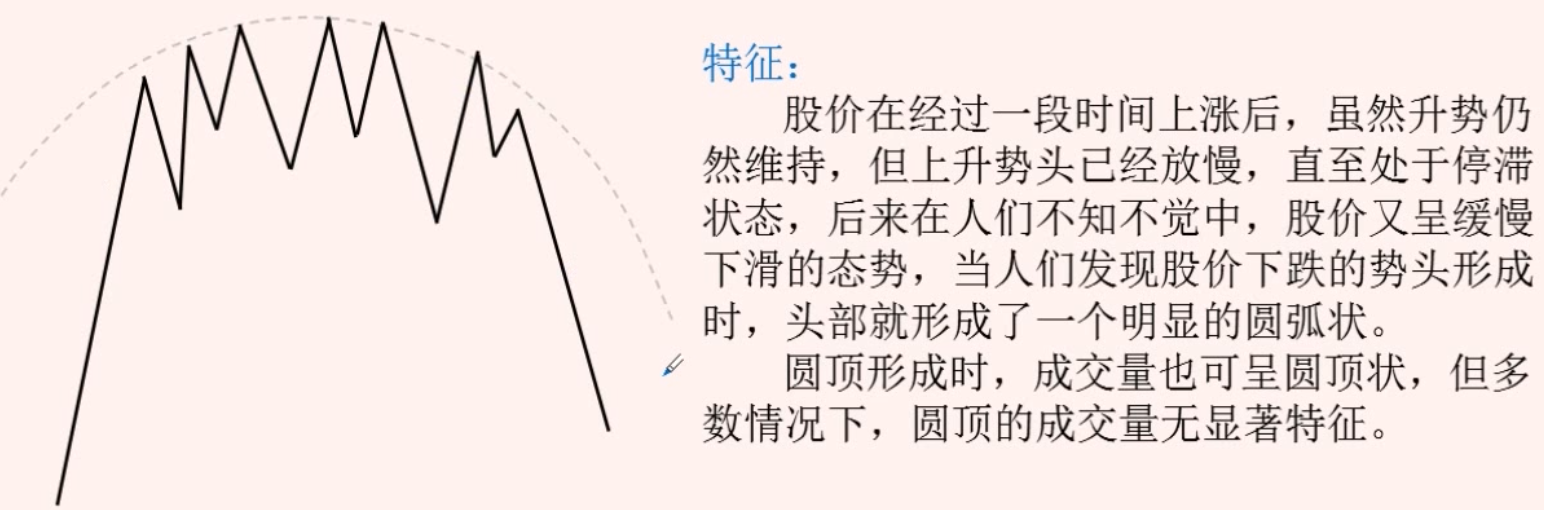 特征：
股价在经过一段时间上涨后，虽然升势仍
然维持，但上升势头已经放慢，直至处于停滞
状态，后来在人们不知不觉中，股价又呈缓慢
下滑的态势，当人们发现股价下跌的势头形成
时，头部就形成了一个明显的圆弧状。
圆顶形成时，成交量也可呈圆顶状，但多
数情况下，圆顶的成交量无显著特征。